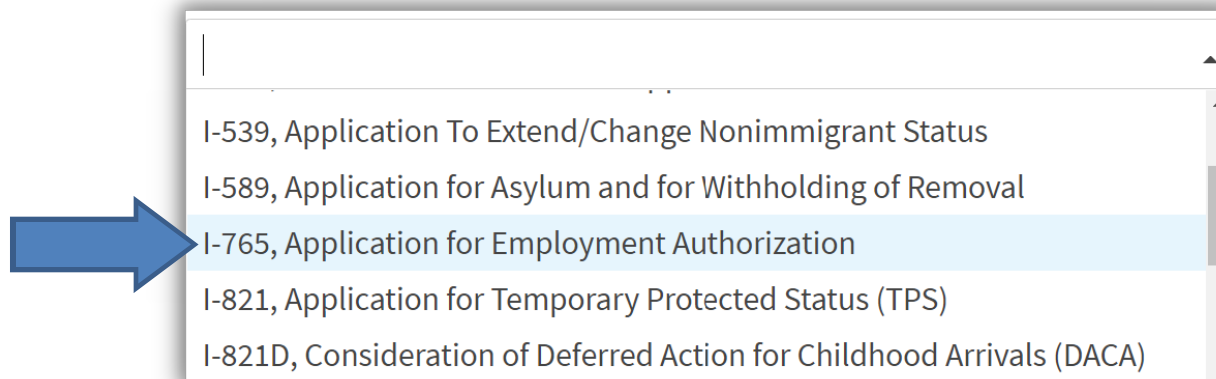 I-539, Application To Extend/Change Nonimmigrant Status
I-589, Application for Asylum and for Withholding of Removal
I-765, Application for Employment Authorization
I-821, Application for Temporary Protected Status (TPS)
I-821D, Consideration of Deferred Action for Childhood Arrivals (DACA)